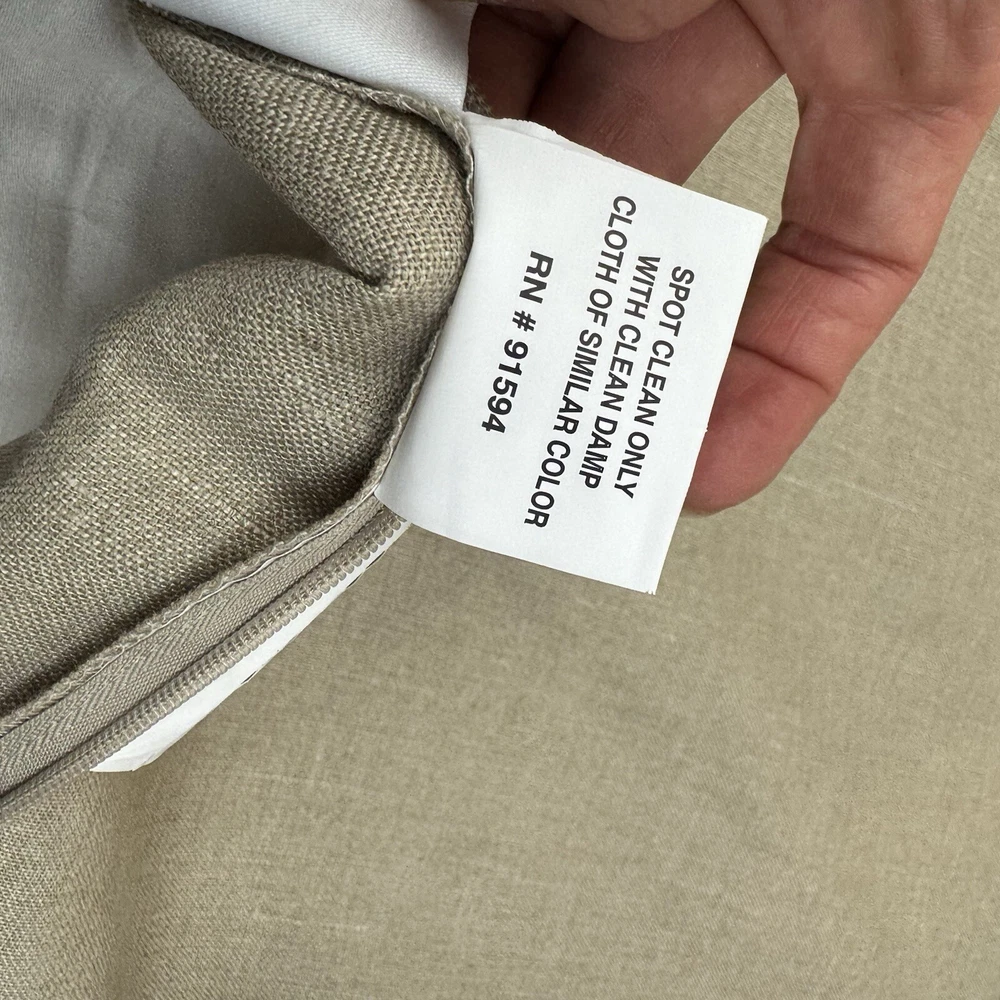 SPOT CLEAN ONLY
WITH CLEAN DAMP
CLOTH OF SIMILAR COLOR
RN # 91594